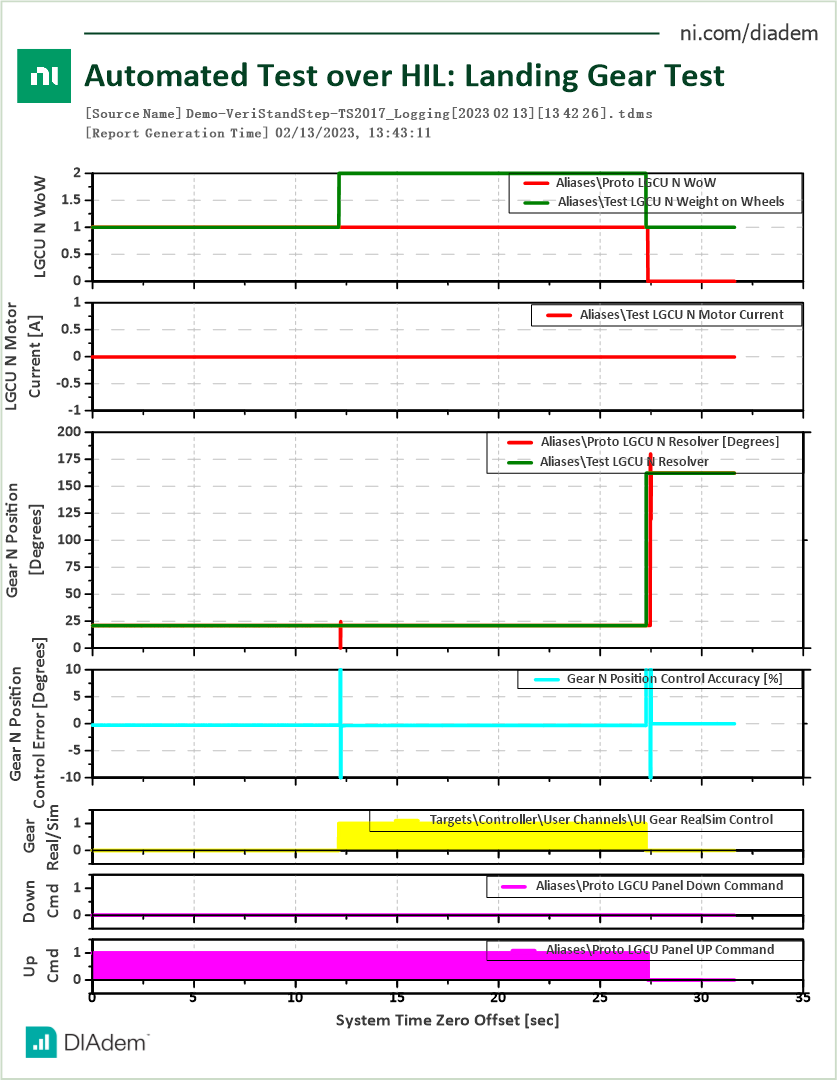 ni.com/diadem
ni
Automated Test over HIL: Landing Gear Test
[Source Name] Demo-VeriStandStep-TS2017_Logging[2023 02 13][13 42 26].tdms
[Report Generation Time] 02/13/2023, 13:43:11
LGCU N WoW
2
1.5
1
0.5
0
Aliases\Proto LGCU N WoW
Aliases\Test LGCU N Weight on Wheels
LGCU N Motor
Current [A]
1
0.5
0
-0.5
-1
Aliases\Test LGCU N Motor Current
Gear N Position
[Degrees]
200
175
150
125
100
75
50
25
0
Aliases\Proto LGCU N Resolver [Degrees]
Aliases\Test LGCU N Resolver
Gear N Position
Control Error [Degrees]
10
5
0
-5
-10
Gear N Position Control Accuracy [%]
Gear
Real/Sim
1
0
Targets\Controller\User Channels\UI Gear RealSim Control
Down
Cmd
1
0
Aliases\Proto LGCU Panel Down Command
Up
Cmd
1
0
Aliases\Proto LGCU Panel UP Command
0 5 10 15 20 25 30 35
System Time Zero Offset [sec]
DIAdem™